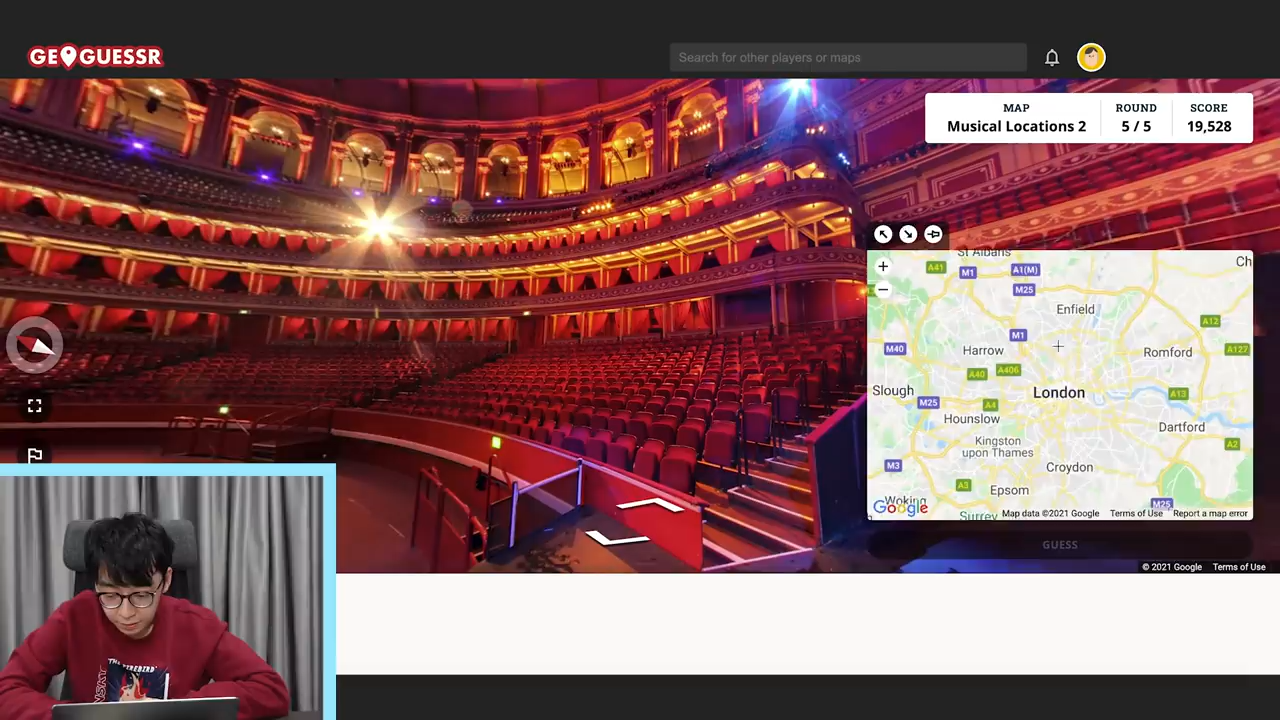 GEOGUESSR
Search for other players or maps
MAP
Musical Locations 2
ROUND
5 / 5
SCORE
19,528
St Albans
Ch
A41
M1
A1(M)
M25
Enfield
A12
M1
M40
Harrow
Romford
A127
A40
A406
Slough
M25
London
A13
A4
Hounslow
Dartford
Kingston
upon Thames
A2
M3
Croydon
A3
Epsom
Woking
M25
Surrey
Google
Map data ©2021 Google
Terms of Use
Report a map error
GUESS
© 2021 Google
Terms of Use